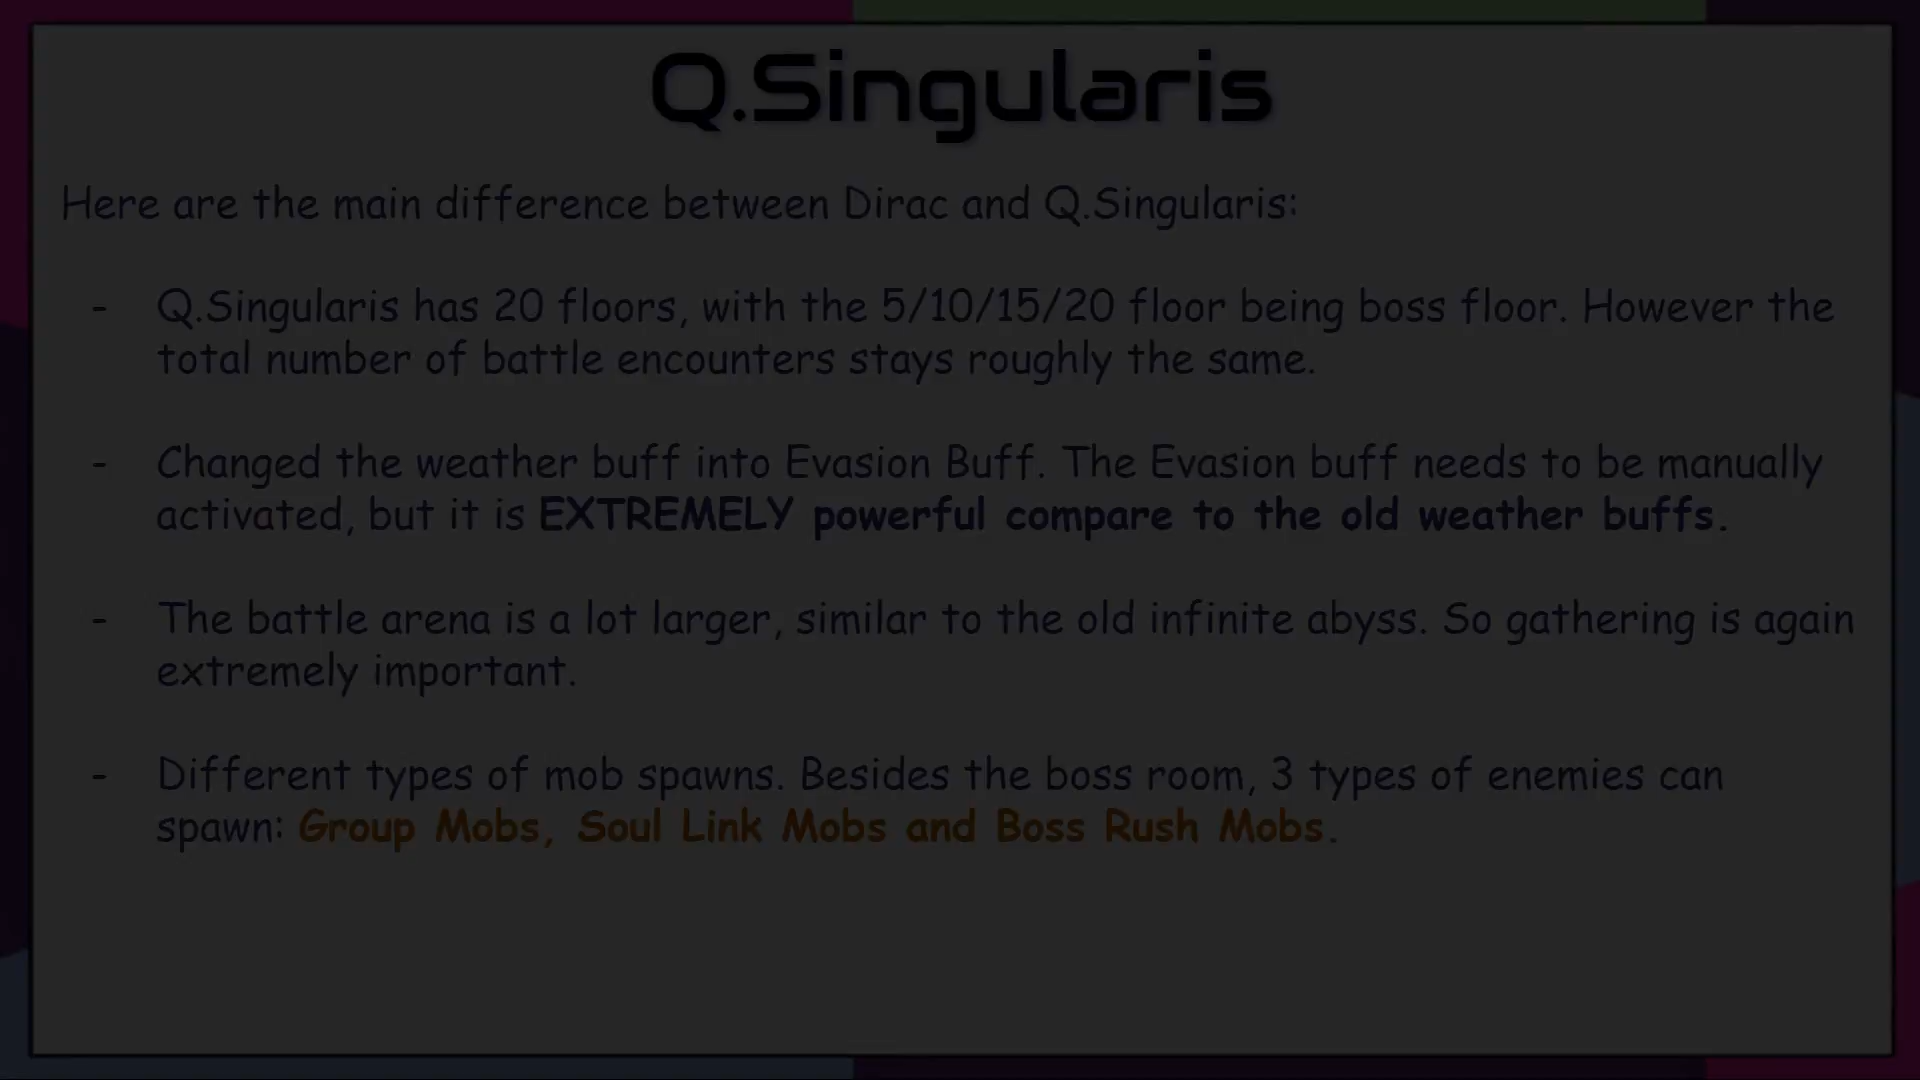 Q.Singularis
Here are the main difference between Dirac and Q.Singularis:
- Q.Singularis has 20 floors, with the 5/10/15/20 floor being boss floor. However the
total number of battle encounters stays roughly the same.
- Changed the weather buff into Evasion Buff. The Evasion buff needs to be manually
activated, but it is EXTREMELY powerful compare to the old weather buffs.
- The battle arena is a lot larger, similar to the old infinite abyss. So gathering is again
extremely important.
- Different types of mob spawns. Besides the boss room, 3 types of enemies can
spawn: Group Mobs, Soul Link Mobs and Boss Rush Mobs.